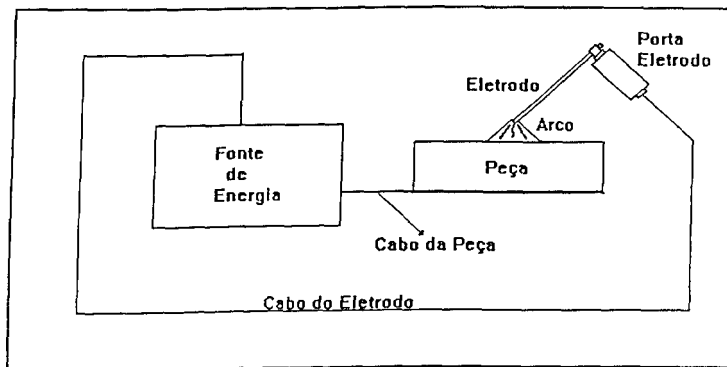 Porta
Eletrodo
Eletrodo
Arco
Fonte
de
Energia
Peça
Cabo da Peça
Cabo do Eletrodo